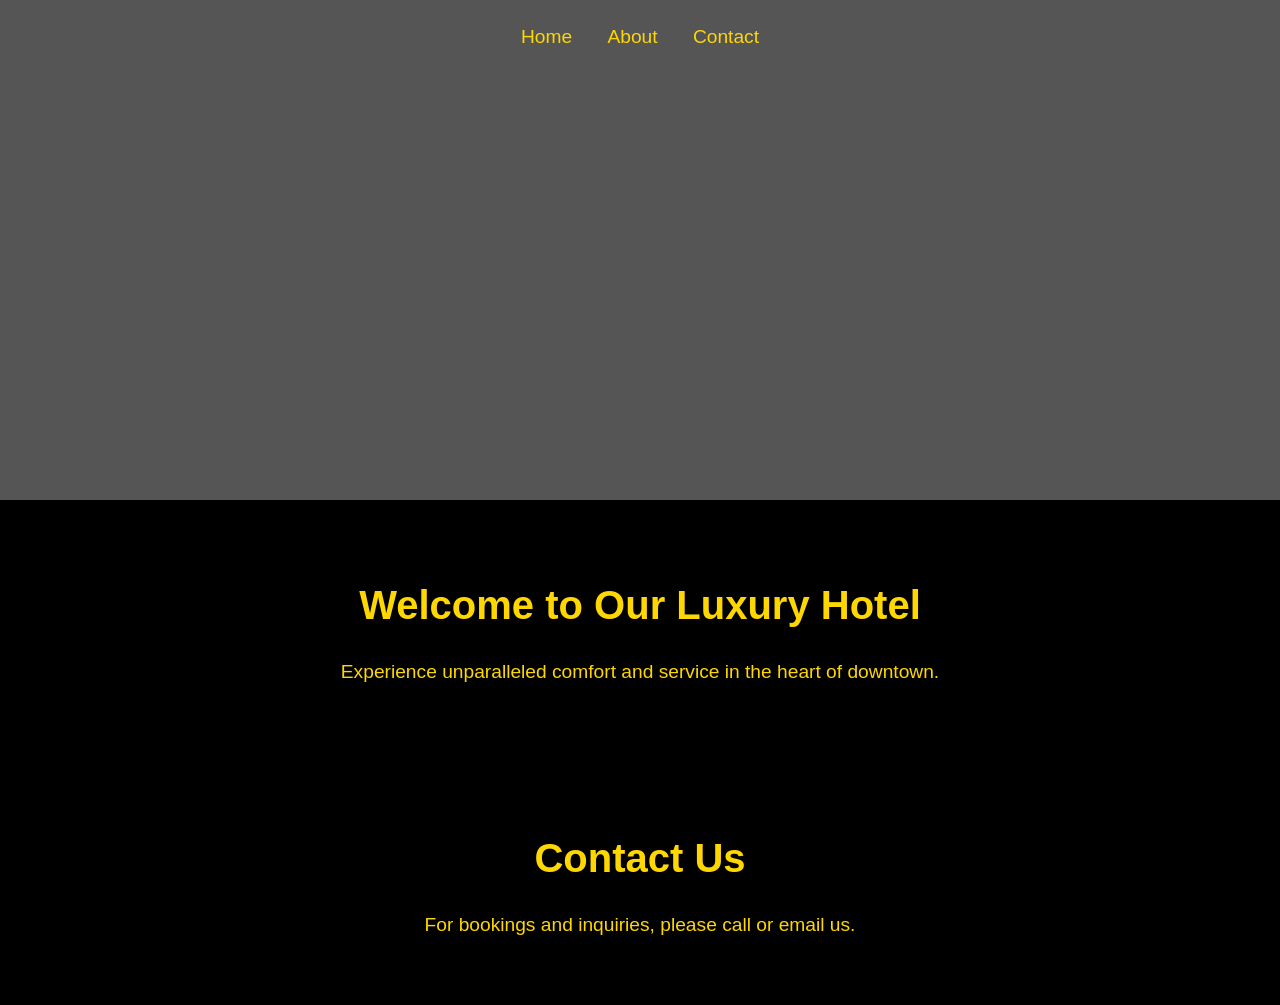 Home About Contact
Welcome to Our Luxury Hotel
Experience unparalleled comfort and service in the heart of downtown.
Contact Us
For bookings and inquiries, please call or email us.